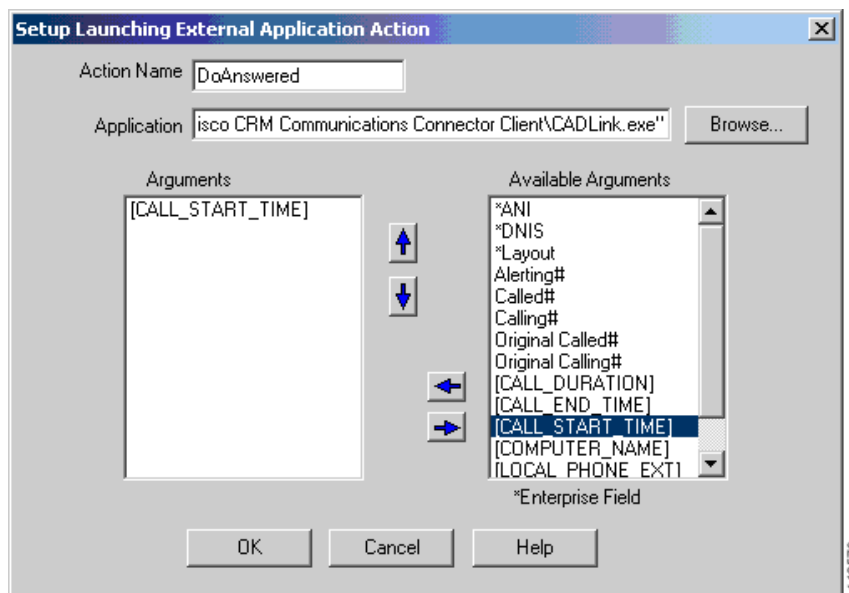 Setup Launching External Application Action
Action Name DoAnswered
Application isco CRM Communications Connector Client\CADLink.exe" Browse...
Arguments
[CALL_START_TIME]
Available Arguments
*ANI
*DNIS
*Layout
Alerting#
Called#
Calling#
Original Called#
Original Calling#
[CALL_DURATION]
[CALL_END_TIME]
[CALL_START_TIME]
[COMPUTER_NAME]
[LOCAL_PHONE_EXT]
*Enterprise Field
OK Cancel Help